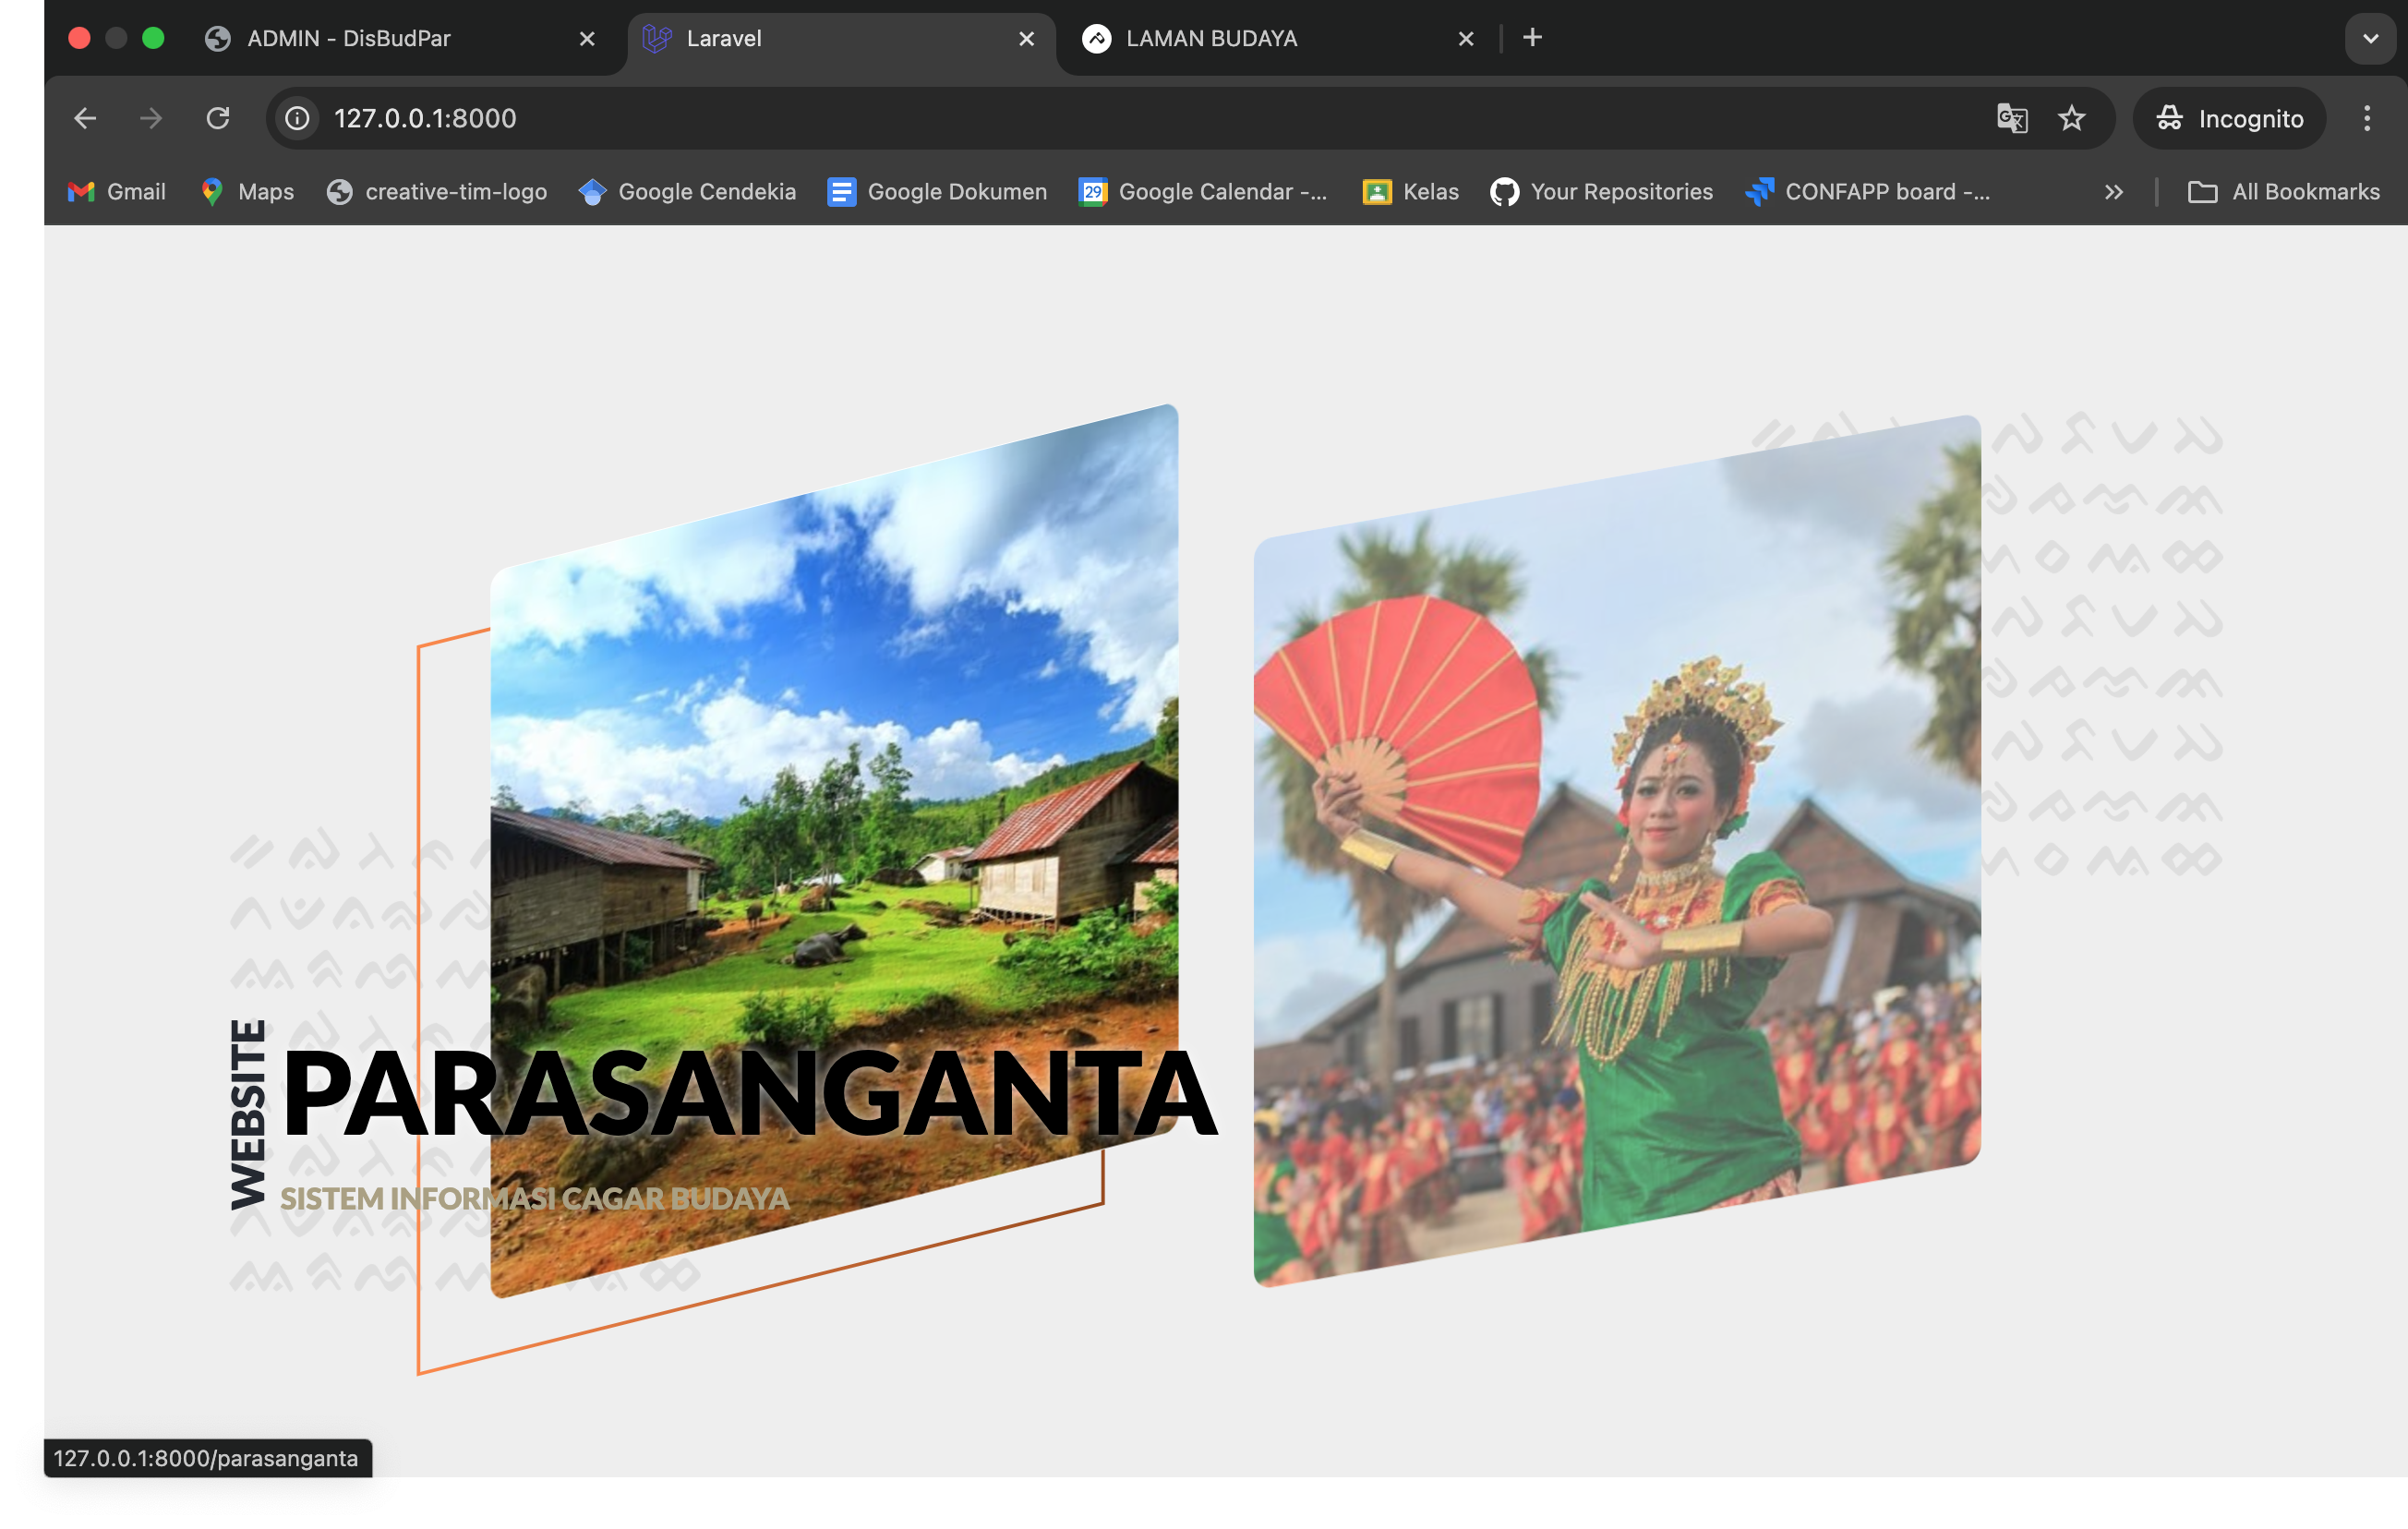 ADMIN - DisBudPar
Laravel
LAMAN BUDAYA
127.0.0.1:8000
Incognito
Gmail
Maps
creative-tim-logo
Google Cendekia
Google Dokumen
29
Google Calendar -...
Kelas
Your Repositories
CONFAPP board -...
All Bookmarks
WEBSITE
PARASANGANTA
SISTEM INFORMASI CAGAR BUDAYA
127.0.0.1:8000/parasanganta